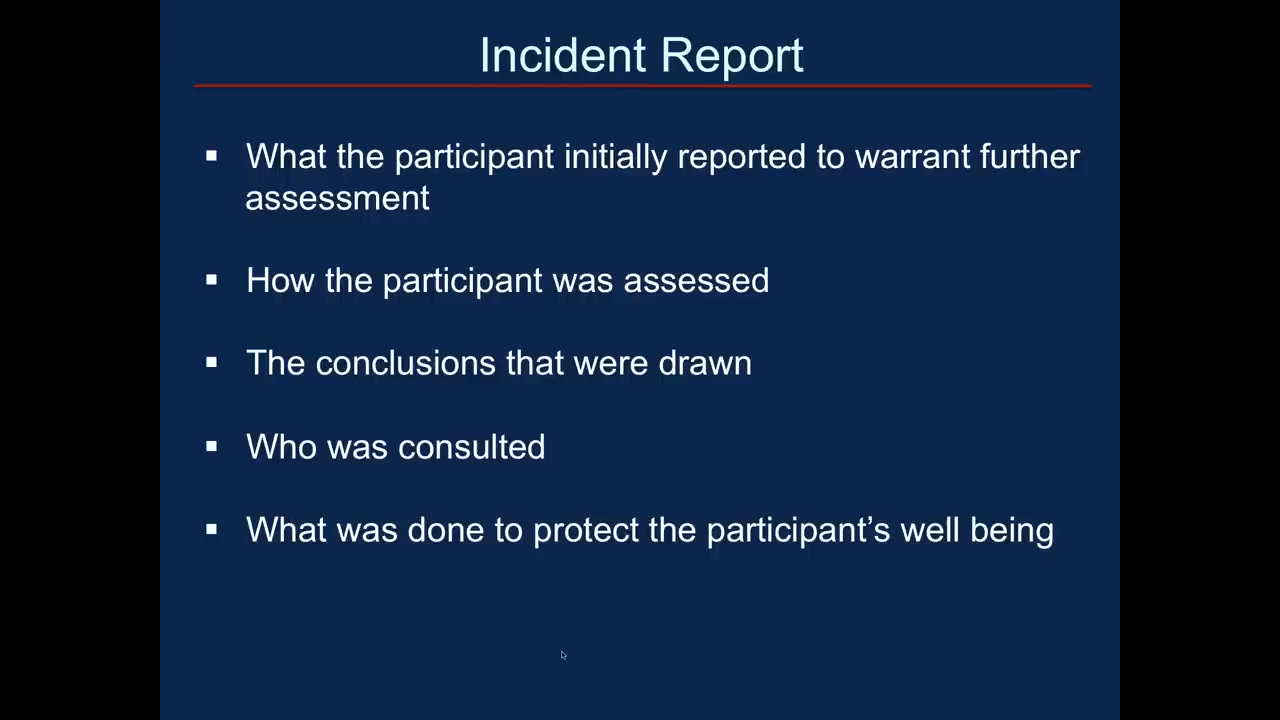 Incident Report
▪ What the participant initially reported to warrant further
assessment
▪ How the participant was assessed
▪ The conclusions that were drawn
▪ Who was consulted
▪ What was done to protect the participant’s well being